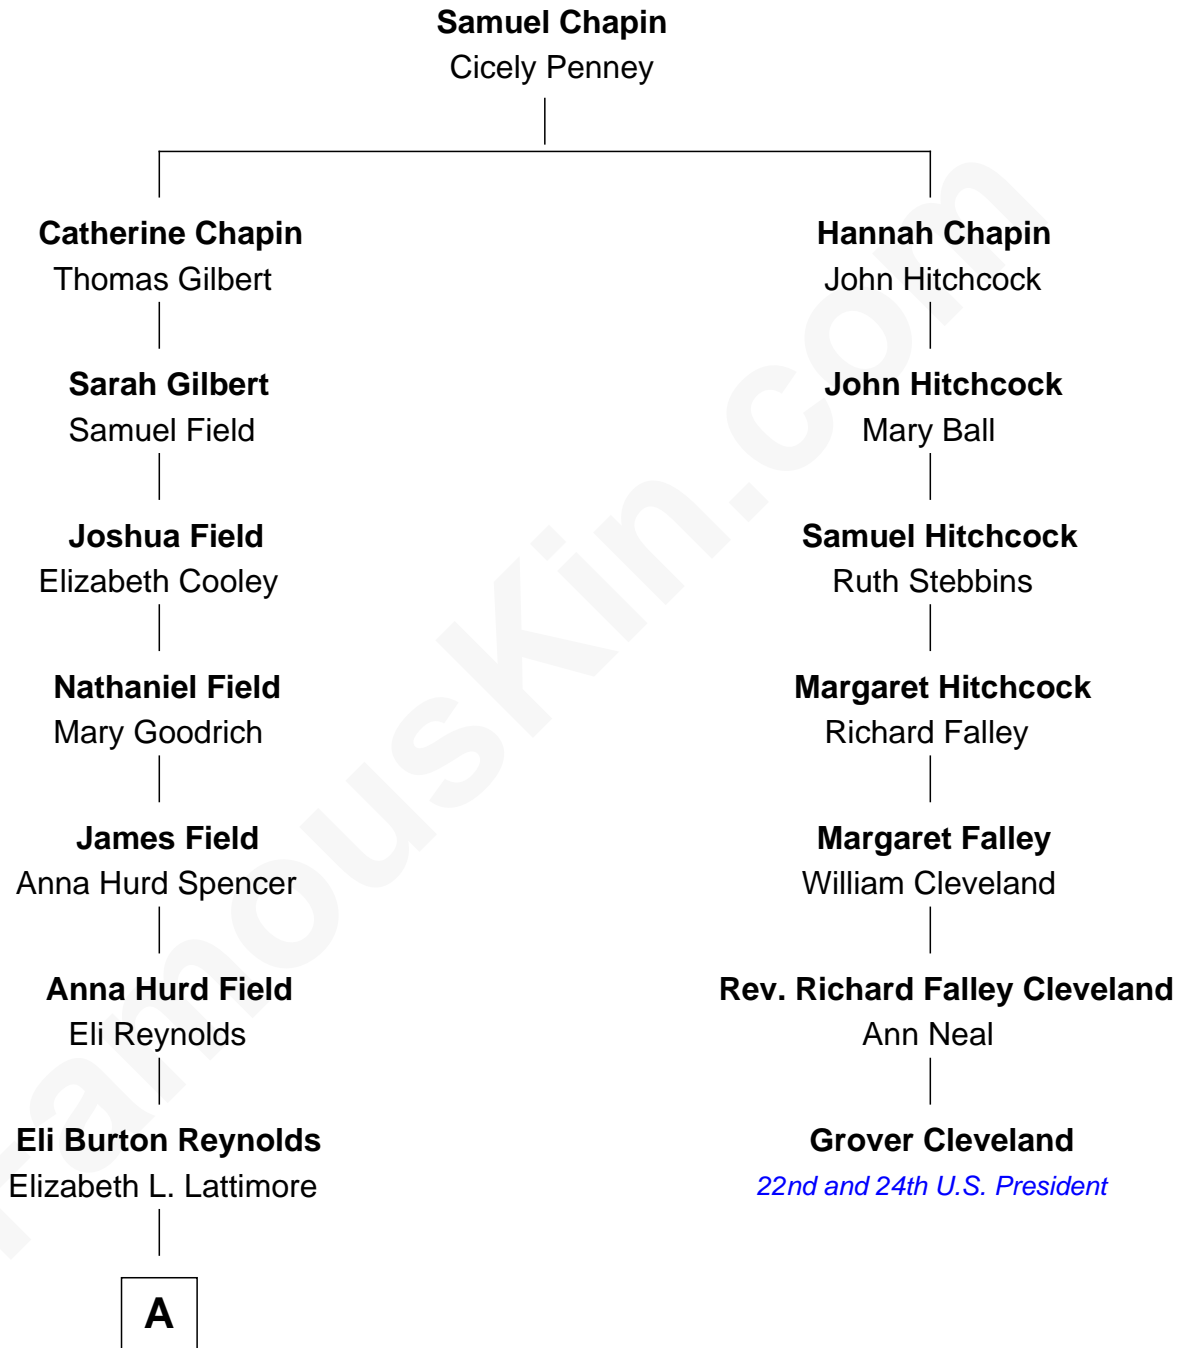 Samuel Chapin
Cicely Penney
Catherine Chapin
Thomas Gilbert
Hannah Chapin
John Hitchcock
Sarah Gilbert
Samuel Field
John Hitchcock
Mary Ball
Joshua Field
Elizabeth Cooley
Samuel Hitchcock
Ruth Stebbins
Nathaniel Field
Mary Goodrich
Margaret Hitchcock
Richard Falley
James Field
Anna Hurd Spencer
Margaret Falley
William Cleveland
Anna Hurd Field
Eli Reynolds
Rev. Richard Falley Cleveland
Ann Neal
Eli Burton Reynolds
Elizabeth L. Lattimore
Grover Cleveland
22nd and 24th U.S. President
A
FamousKin.com